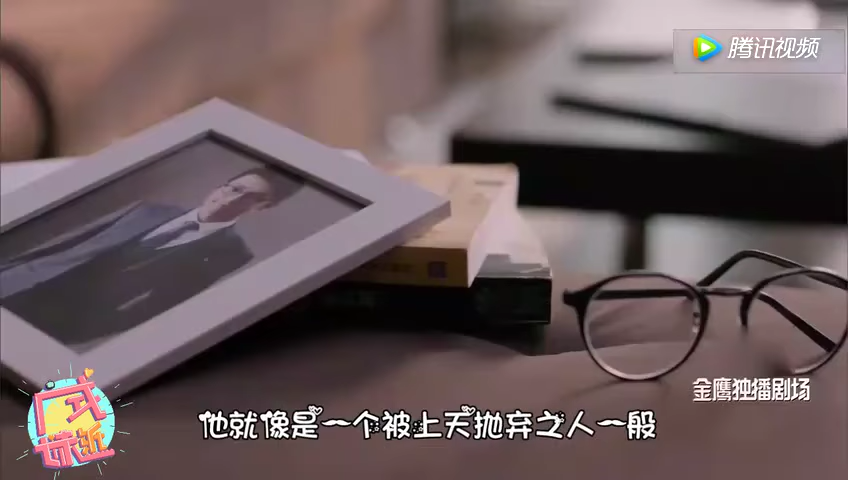 腾讯视频
金鹰独播剧场
他就像是一个被上天抛弃之人一般